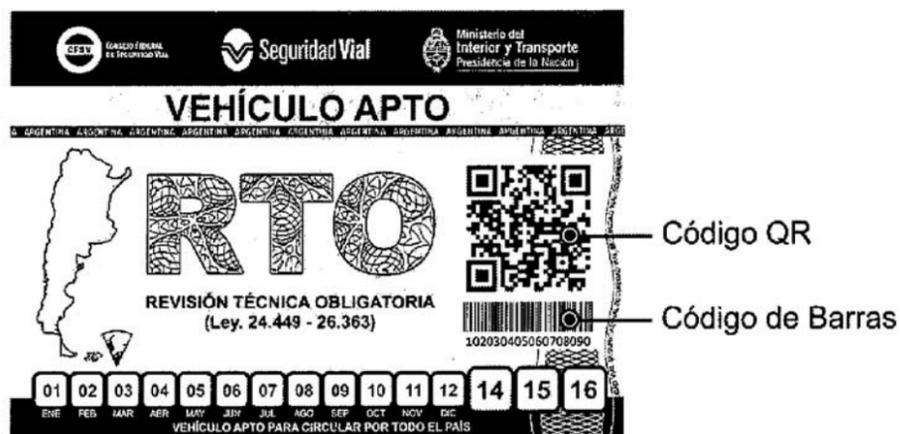 CFSV
CONSEJO FEDERAL
DE SEGURIDAD VIAL
Seguridad Vial
Ministerio del
Interior y Transporte
Presidencia de la Nación
VEHÍCULO APTO
ARGENTINA ARGENTINA ARGENTINA ARGENTINA ARGENTINA ARGENTINA ARGENTINA ARGENTINA ARGENTINA ARGENTINA ARGENTINA
RTO
Código QR
REVISIÓN TÉCNICA OBLIGATORIA
(Ley. 24.449 - 26.363)
Código de Barras
102030405060708090
01 02 03 04 05 06 07 08 09 10 11 12 14 15 16
ENE FEB MAR ABR MAY JUN JUL AGO SEP OCT NOV DIC
VEHÍCULO APTO PARA CIRCULAR POR TODO EL PAÍS